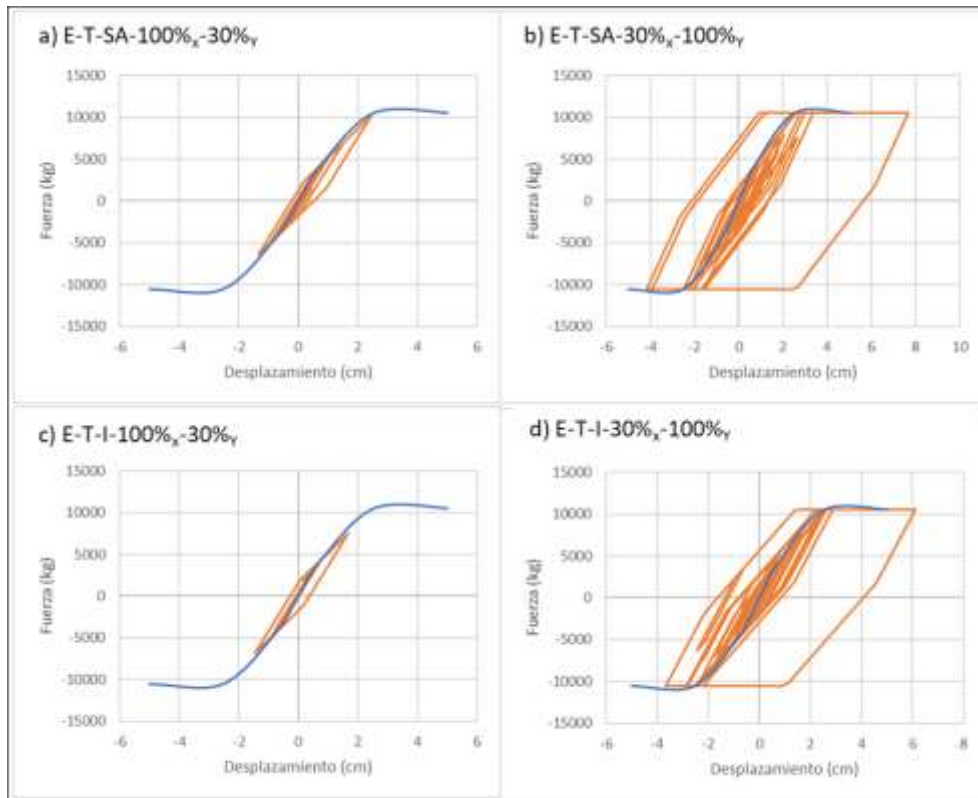 a) E-T-SA-100%X-30%Y
15000
10000
5000
0
-5000
-10000
-15000
Fuerza (kg)
-6 -4 -2 0 2 4 6
Desplazamiento (cm)
b) E-T-SA-30%X-100%Y
15000
10000
5000
0
-5000
-10000
-15000
Fuerza (kg)
-6 -4 -2 0 2 4 6 8 10
Desplazamiento (cm)
c) E-T-I-100%X-30%Y
15000
10000
5000
0
-5000
-10000
-15000
Fuerza (kg)
-6 -4 -2 0 2 4 6
Desplazamiento (cm)
d) E-T-I-30%X-100%Y
15000
10000
5000
0
-5000
-10000
-15000
Fuerza (kg)
-6 -4 -2 0 2 4 6 8
Desplazamiento (cm)